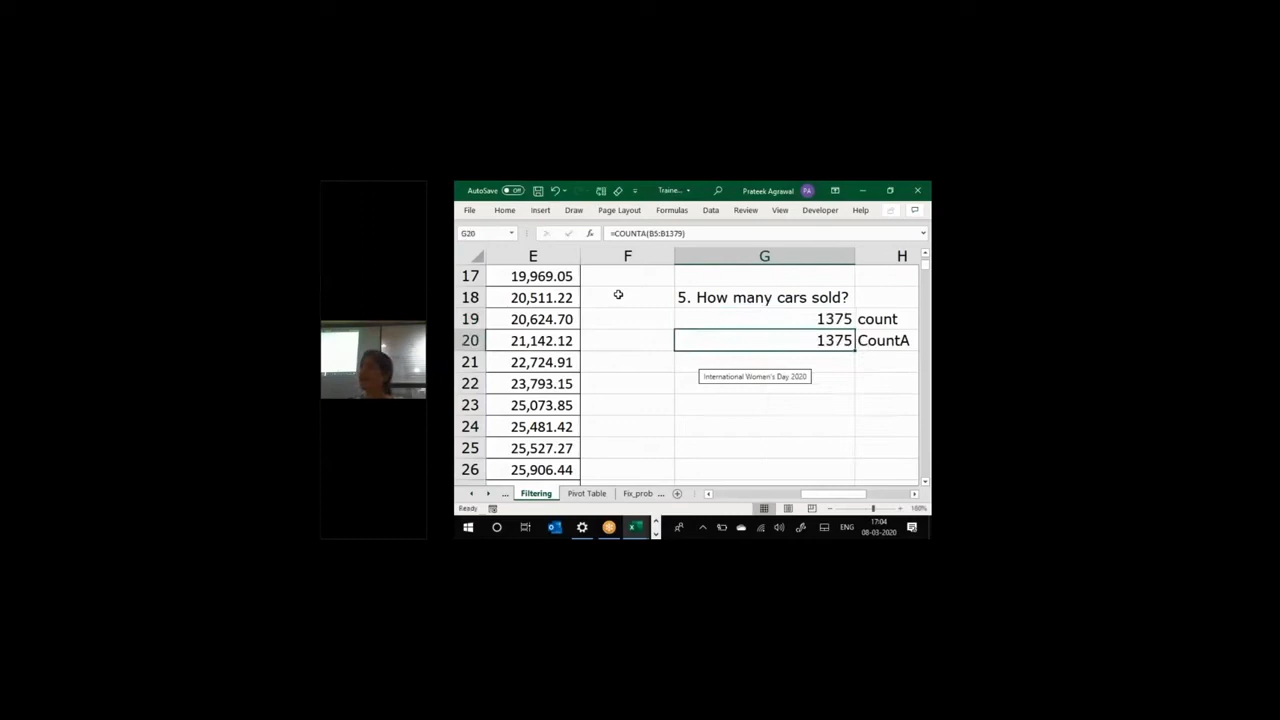 AutoSave Off Traine... Prateek Agrawal PA
File Home Insert Draw Page Layout Formulas Data Review View Developer Help
G20 fx =COUNTA(B5:B1379)
E F G H
17 19,969.05
18 20,511.22 5. How many cars sold?
19 20,624.70 1375 count
20 21,142.12 1375 CountA
21 22,724.91
International Women's Day 2020
22 23,793.15
23 25,073.85
24 25,481.42
25 25,527.27
26 25,906.44
... Filtering Pivot Table Fix_prob ...
Ready 160%
ENG 17:04
08-03-2020